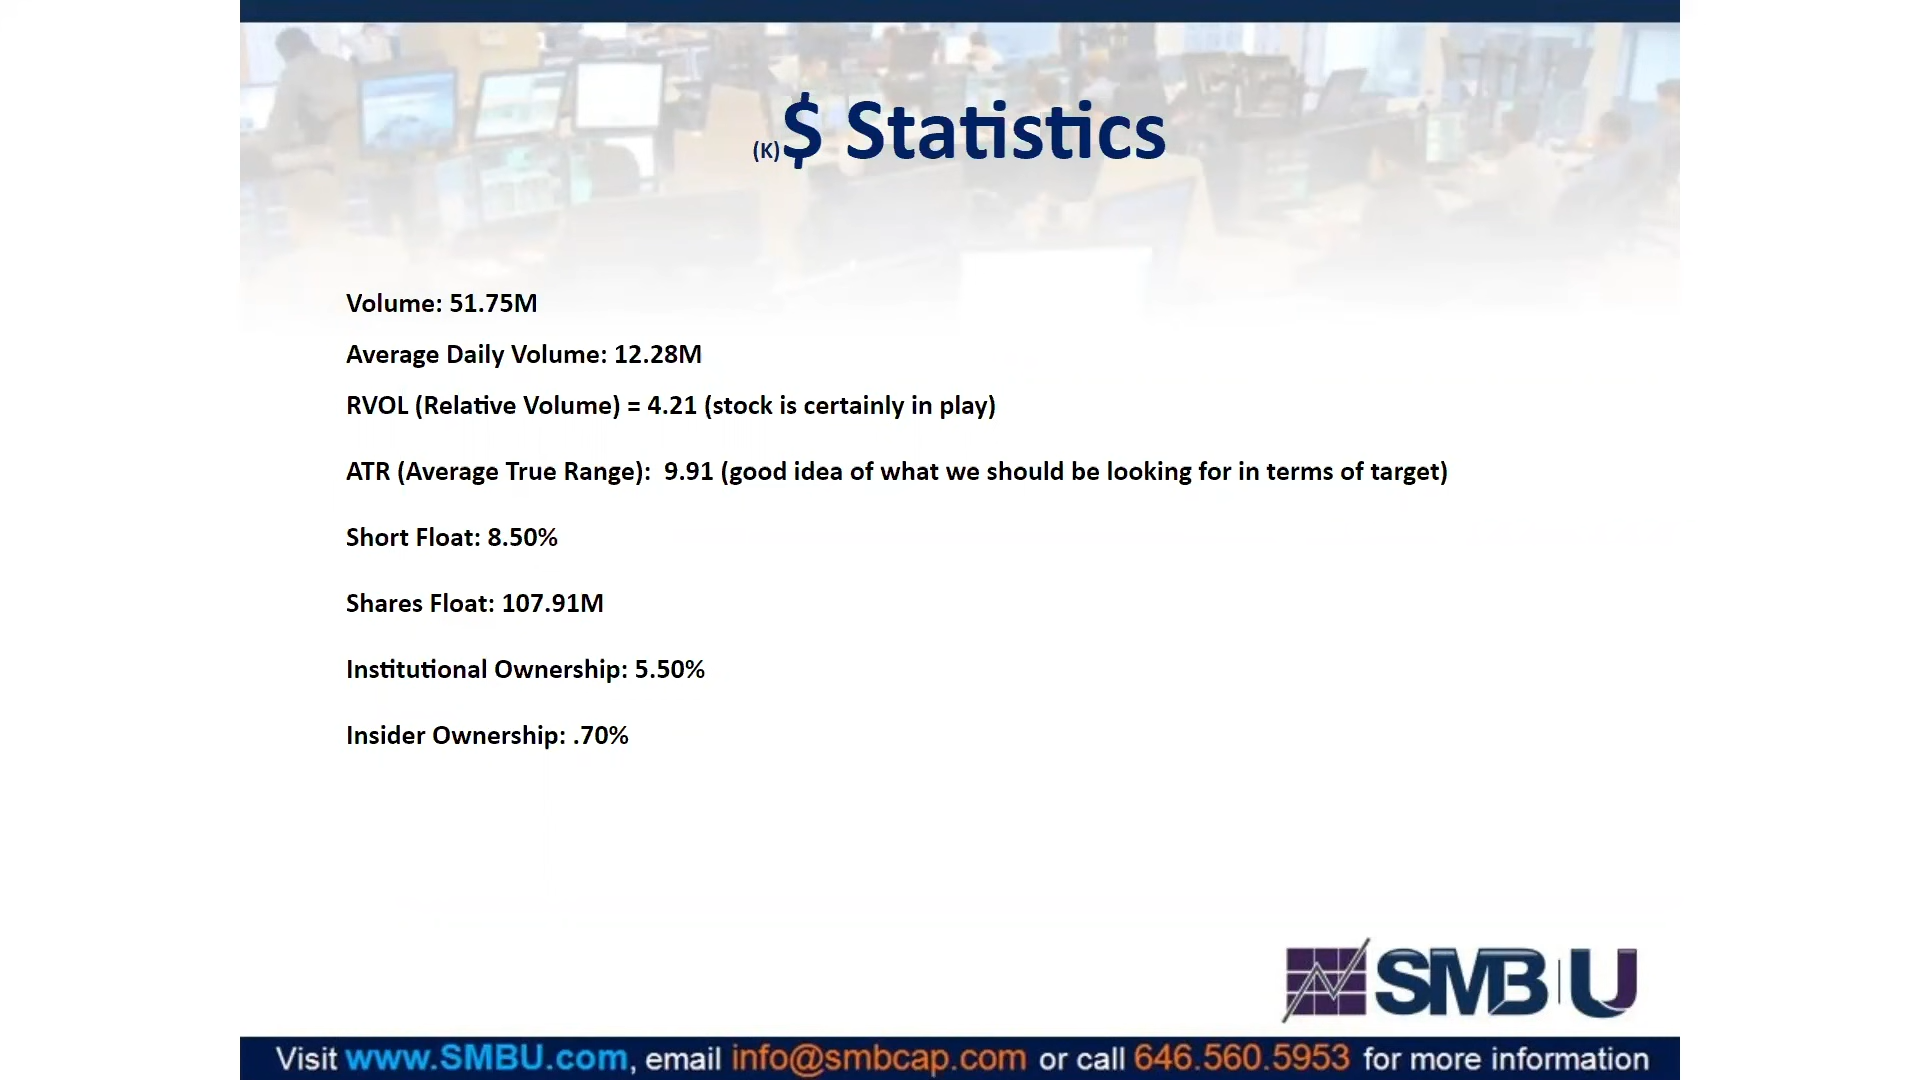 (K)$ Statistics
Volume: 51.75M
Average Daily Volume: 12.28M
RVOL (Relative Volume) = 4.21 (stock is certainly in play)
ATR (Average True Range):  9.91 (good idea of what we should be looking for in terms of target)
Short Float: 8.50%
Shares Float: 107.91M
Institutional Ownership: 5.50%
Insider Ownership: .70%
SMB U
Visit www.SMBU.com, email info@smbcap.com or call 646.560.5953 for more information